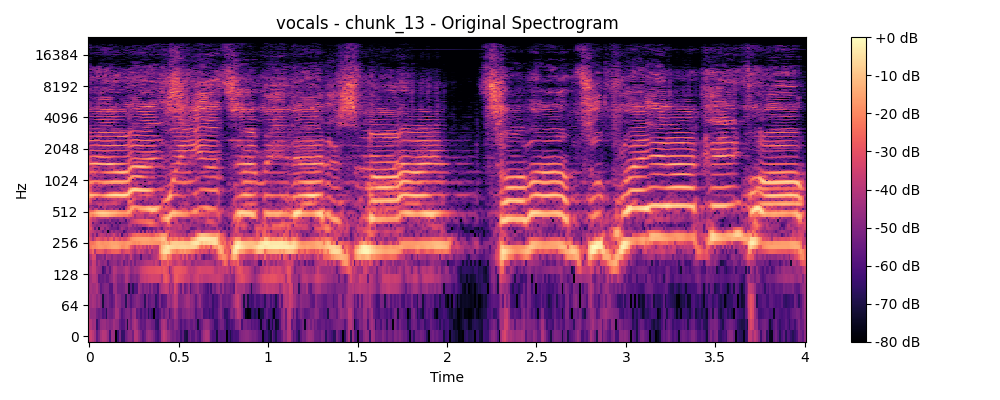 vocals - chunk_13 - Original Spectrogram
Hz
16384
8192
4096
2048
1024
512
256
128
64
0
0 0.5 1 1.5 2 2.5 3 3.5 4
Time
+0 dB
-10 dB
-20 dB
-30 dB
-40 dB
-50 dB
-60 dB
-70 dB
-80 dB